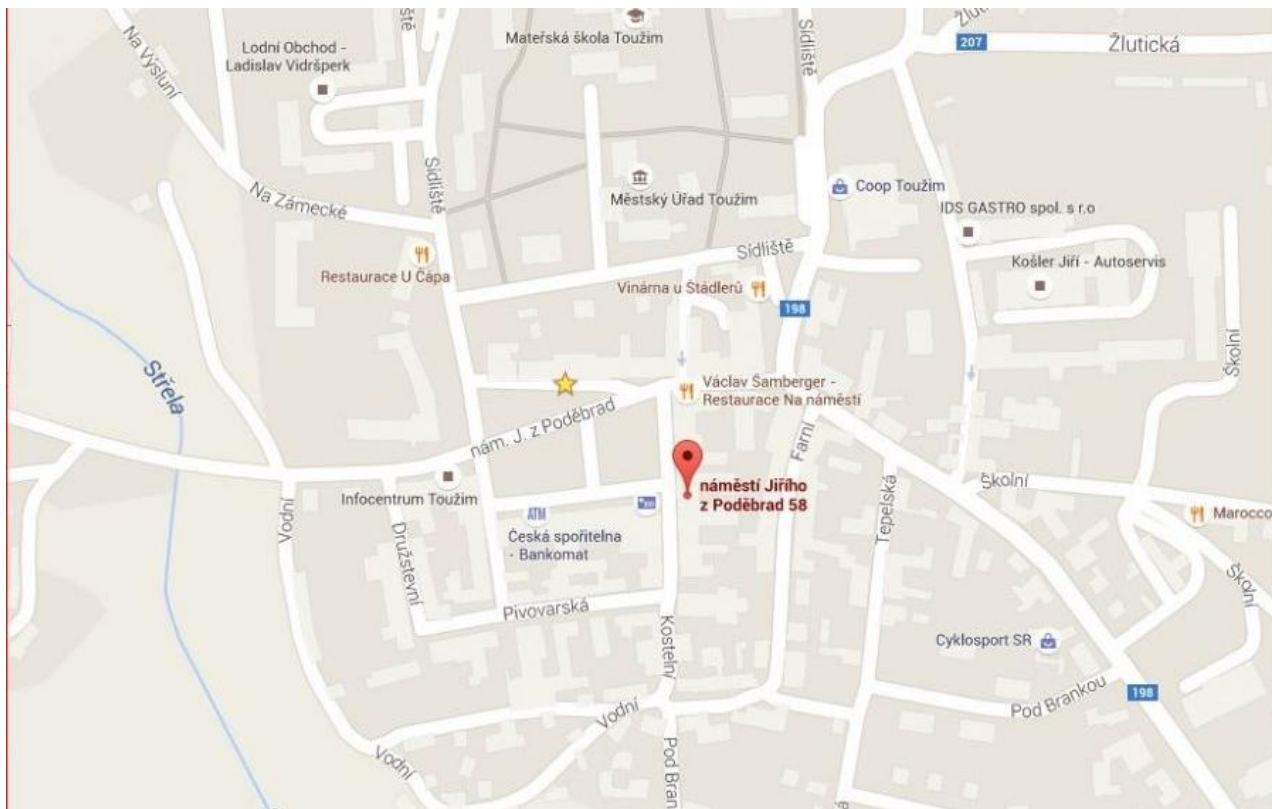 Sídliště
Žlutická
207
Žlutická
Na Výsluní
Lodní Obchod -
Ladislav Vidršperk
Mateřská škola Toužim
Sídliště
Na Zámecké
Městský Úřad Toužim
Coop Toužim
IDS GASTRO spol. s r.o
Restaurace U Čápa
Sídliště
Vinárna u Štádlerů
198
Košler Jiří - Autoservis
Školní
Střela
Václav Šamberger -
Restaurace Na náměstí
nám. J. z Poděbrad
Farní
Infocentrum Toužim
náměstí Jiřího
z Poděbrad 58
Školní
Marocco
Vodní
Družstevní
ATM
Česká spořitelna
- Bankomat
Tepelská
Školní
Pivovarská
Kostelní
Cyklosport SR
198
Pod Brankou
Vodní
Vodní
Pod Bran